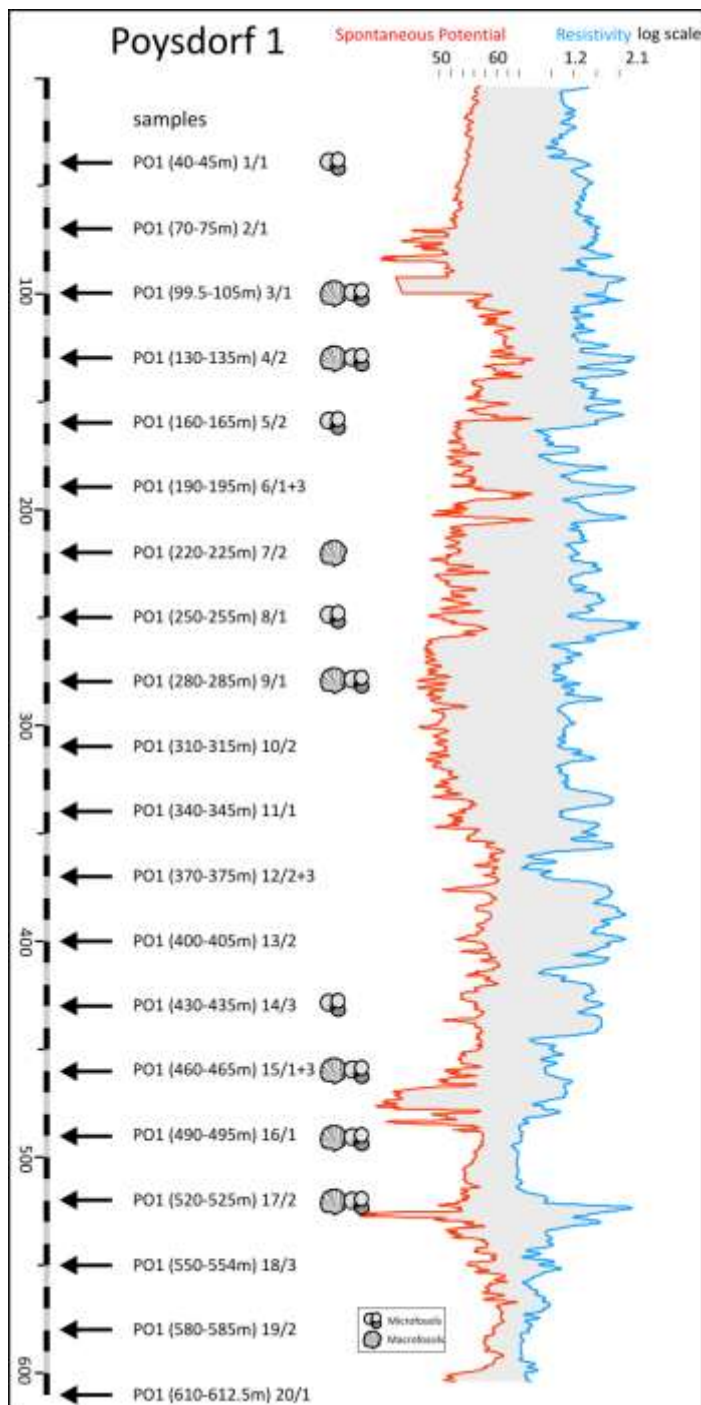 Poysdorf 1
Spontaneous Potential
Resistivity log scale
50 60 1.2 2.1
samples
PO1 (40-45m) 1/1
PO1 (70-75m) 2/1
100
PO1 (99.5-105m) 3/1
PO1 (130-135m) 4/2
PO1 (160-165m) 5/2
PO1 (190-195m) 6/1+3
200
PO1 (220-225m) 7/2
PO1 (250-255m) 8/1
PO1 (280-285m) 9/1
300
PO1 (310-315m) 10/2
PO1 (340-345m) 11/1
PO1 (370-375m) 12/2+3
400
PO1 (400-405m) 13/2
PO1 (430-435m) 14/3
PO1 (460-465m) 15/1+3
PO1 (490-495m) 16/1
500
PO1 (520-525m) 17/2
PO1 (550-554m) 18/3
PO1 (580-585m) 19/2
Microfossils
Macrofossils
600
PO1 (610-612.5m) 20/1